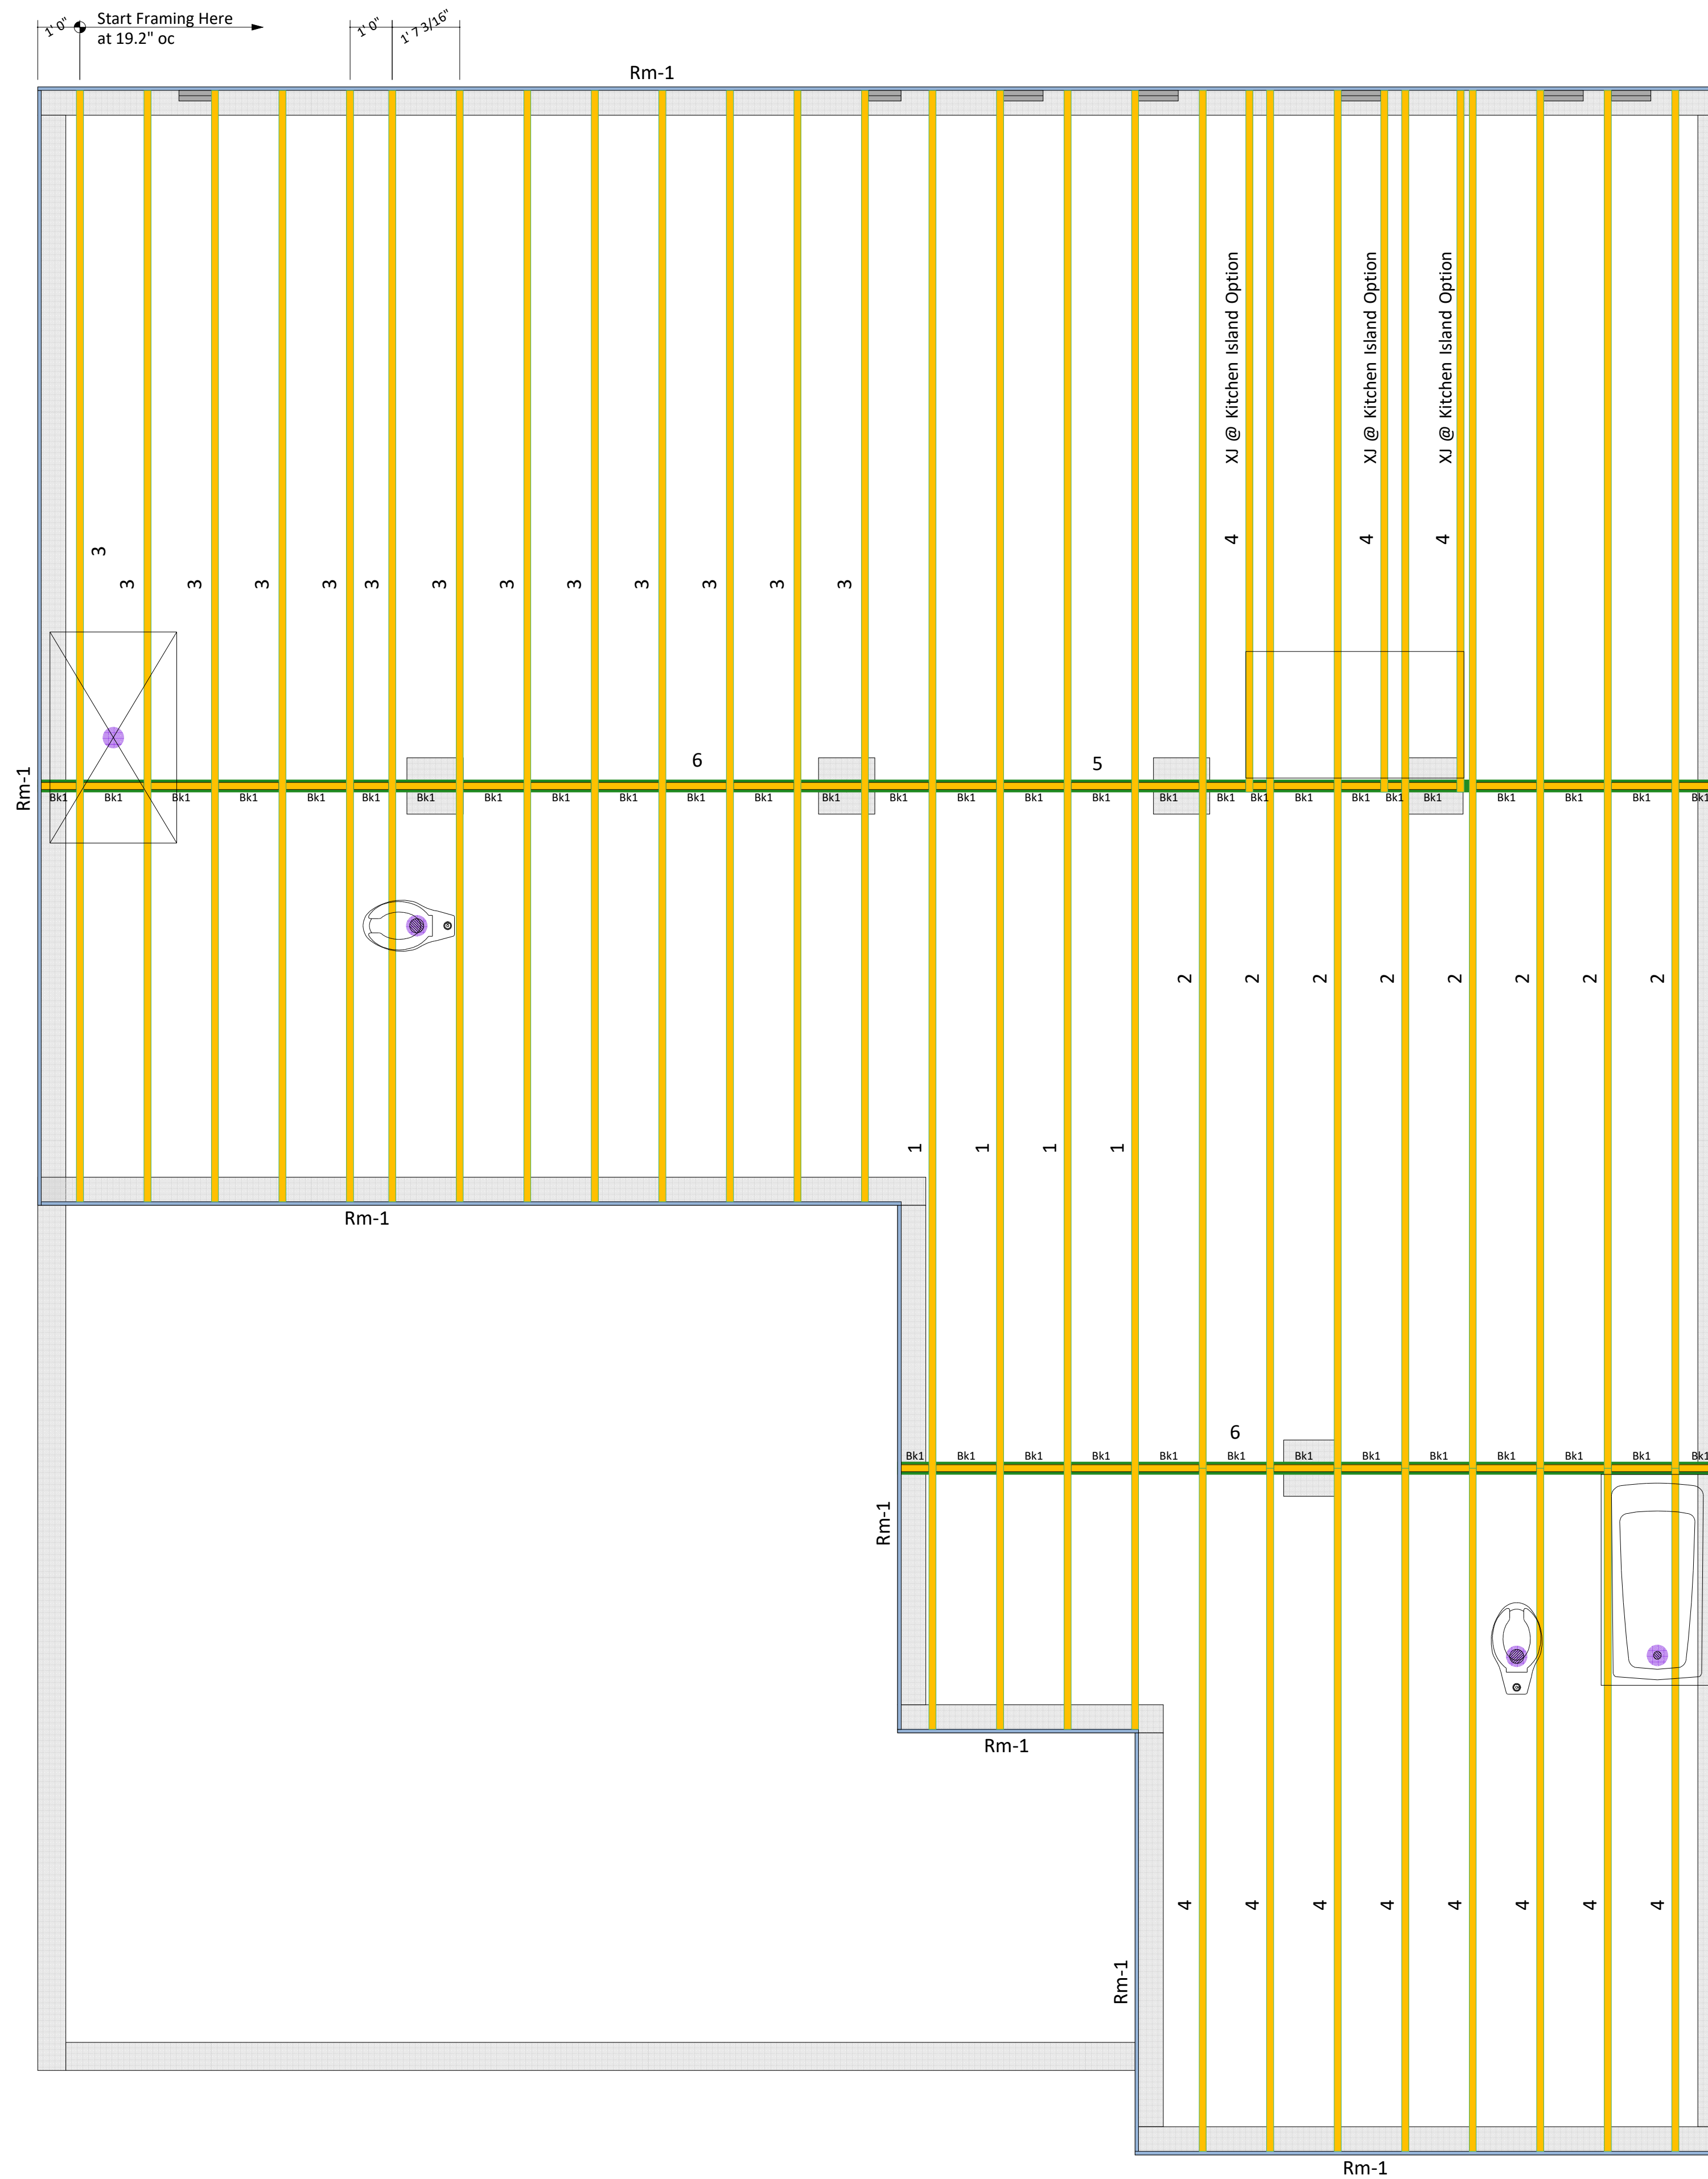 1' 0"
Start Framing Here
at 19.2" oc
1' 0"
1' 7 3/16"
Rm-1
XJ @ Kitchen Island Option
XJ @ Kitchen Island Option
XJ @ Kitchen Island Option
4 4 4
3
3 3 3 3 3 3 3 3 3 3 3 3
6
5
Rm-1
Bk1 Bk1 Bk1 Bk1 Bk1 Bk1 Bk1 Bk1 Bk1 Bk1 Bk1 Bk1 Bk1 Bk1 Bk1 Bk1 Bk1 Bk1 Bk1 Bk1 Bk1 Bk1 Bk1 Bk1 Bk1 Bk1 Bk1 Bk1
2 2 2 2 2 2 2 2
1 1 1 1
Rm-1
6
Bk1 Bk1 Bk1 Bk1 Bk1 Bk1 Bk1 Bk1 Bk1 Bk1 Bk1 Bk1 Bk1
Rm-1
Rm-1
4 4 4 4 4 4 4 4
Rm-1
Rm-1